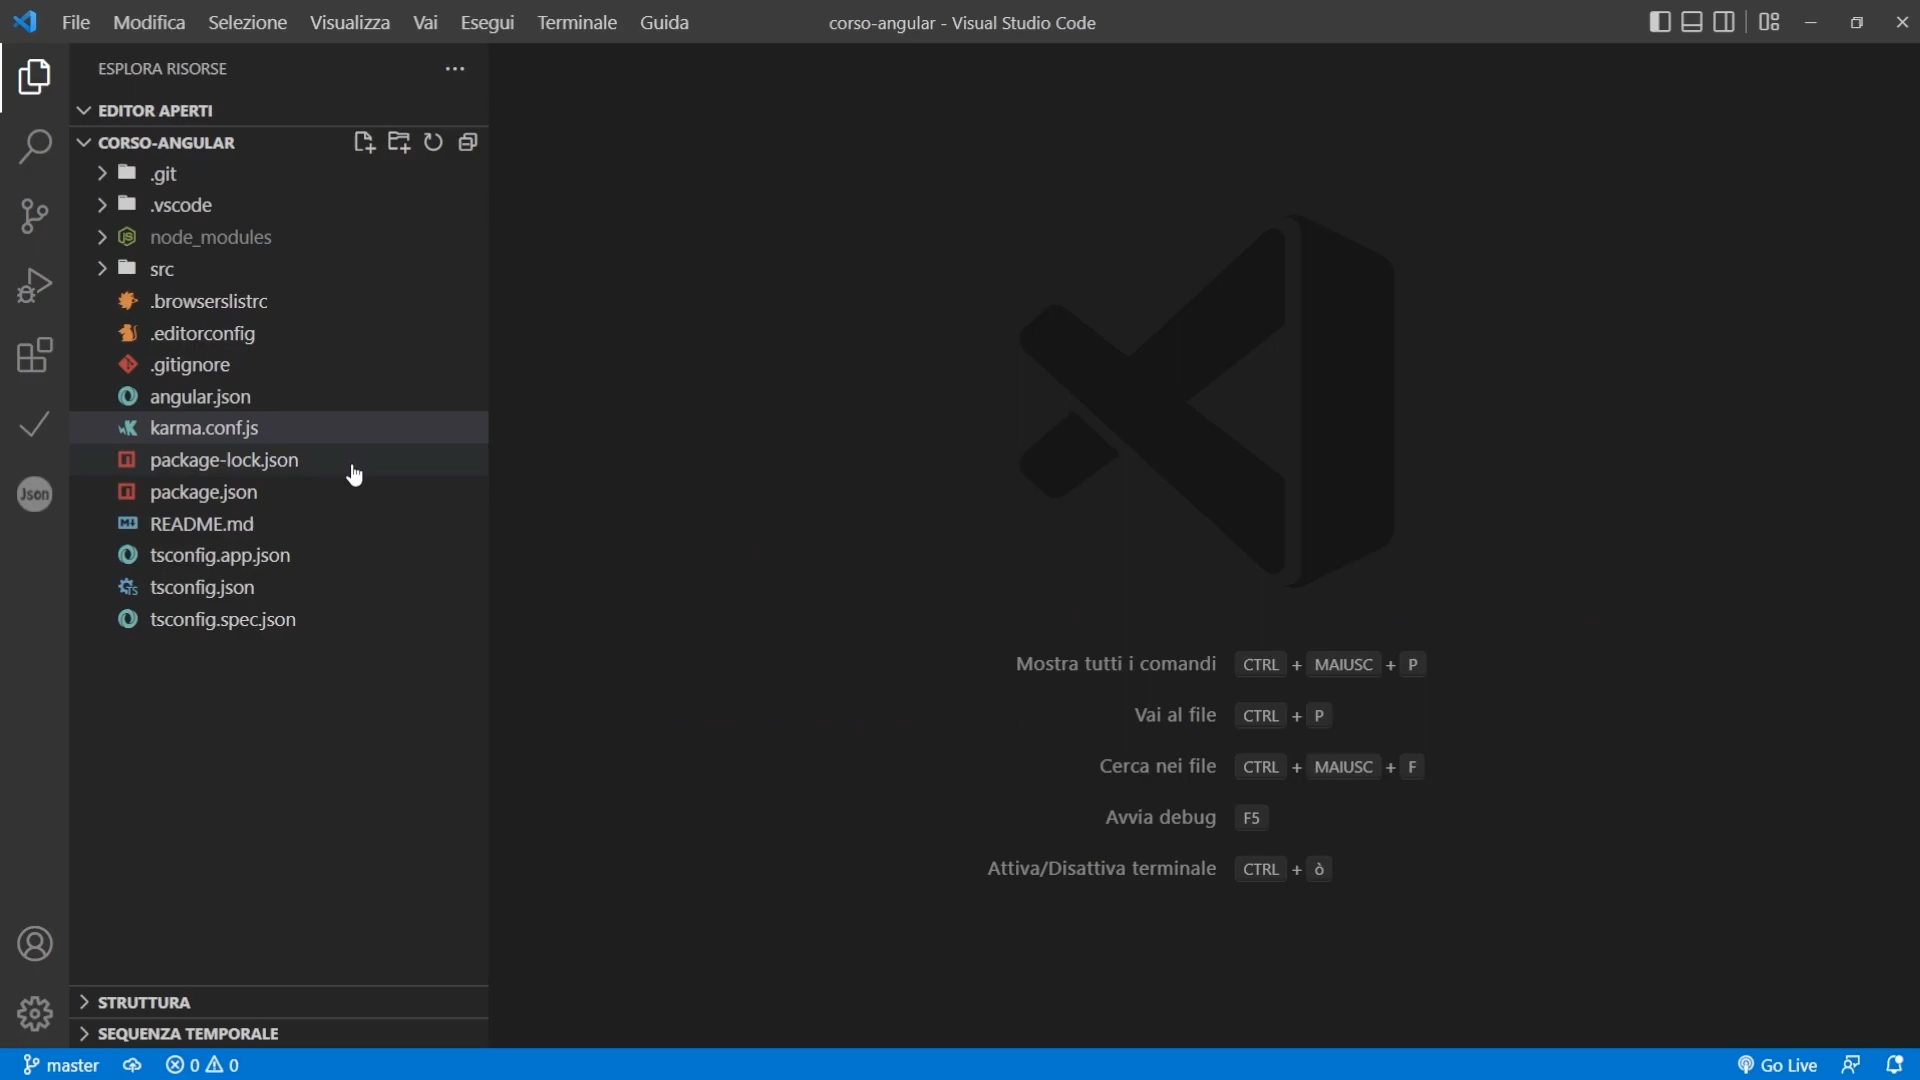 File Modifica Selezione Visualizza Vai Esegui Terminale Guida corso-angular - Visual Studio Code
ESPLORA RISORSE
EDITOR APERTI
CORSO-ANGULAR
.git
.vscode
node_modules
src
.browserslistrc
.editorconfig
.gitignore
angular.json
karma.conf.js
package-lock.json
package.json
README.md
tsconfig.app.json
tsconfig.json
tsconfig.spec.json
Json
Mostra tutti i comandi CTRL + MAIUSC + P
Vai al file CTRL + P
Cerca nei file CTRL + MAIUSC + F
Avvia debug F5
Attiva/Disattiva terminale CTRL + ò
STRUTTURA
SEQUENZA TEMPORALE
master 0 0 Go Live